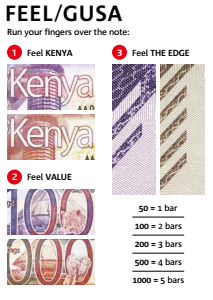 FEEL/GUSA
Run your fingers over the note:
1 Feel KENYA
Kenya
Kenya
2 Feel VALUE
100
000
3 Feel THE EDGE
50 = 1 bar
100 = 2 bars
200 = 3 bars
500 = 4 bars
1000 = 5 bars